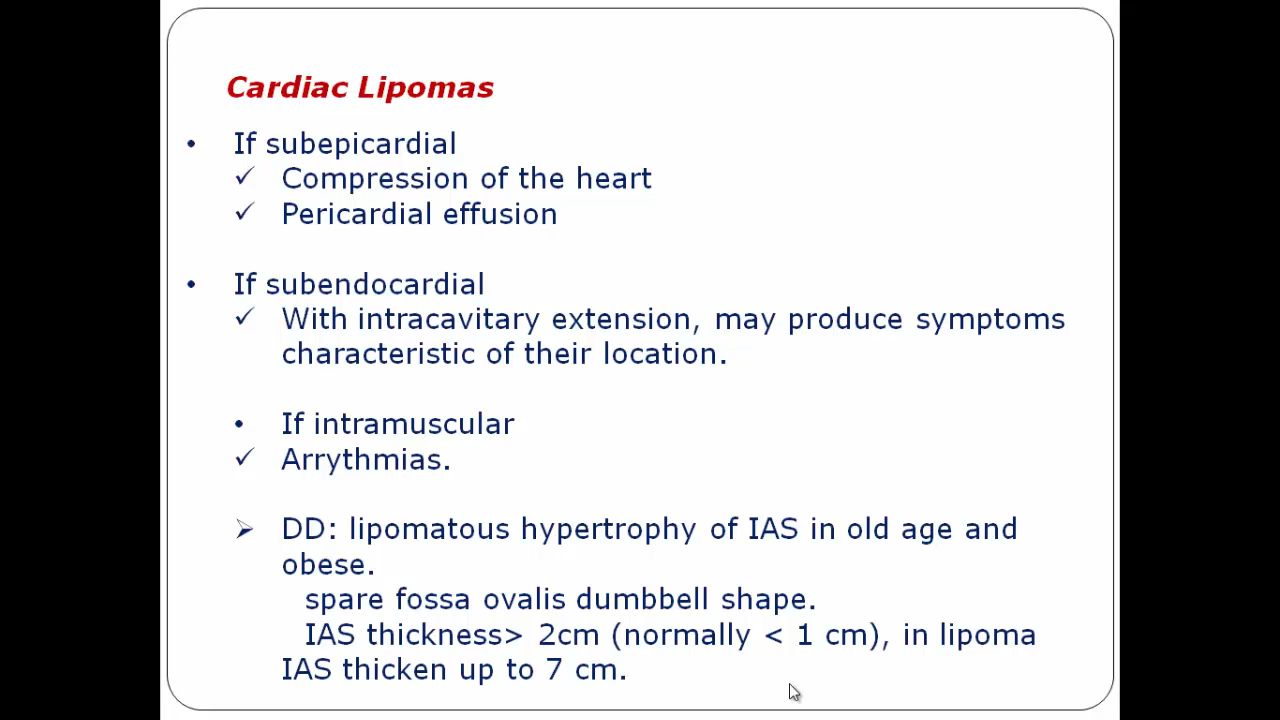 Cardiac Lipomas
• If subepicardial
✓ Compression of the heart
✓ Pericardial effusion
• If subendocardial
✓ With intracavitary extension, may produce symptoms
characteristic of their location.
• If intramuscular
✓ Arrythmias.
➢ DD: lipomatous hypertrophy of IAS in old age and
obese.
spare fossa ovalis dumbbell shape.
IAS thickness> 2cm (normally < 1 cm), in lipoma
IAS thicken up to 7 cm.